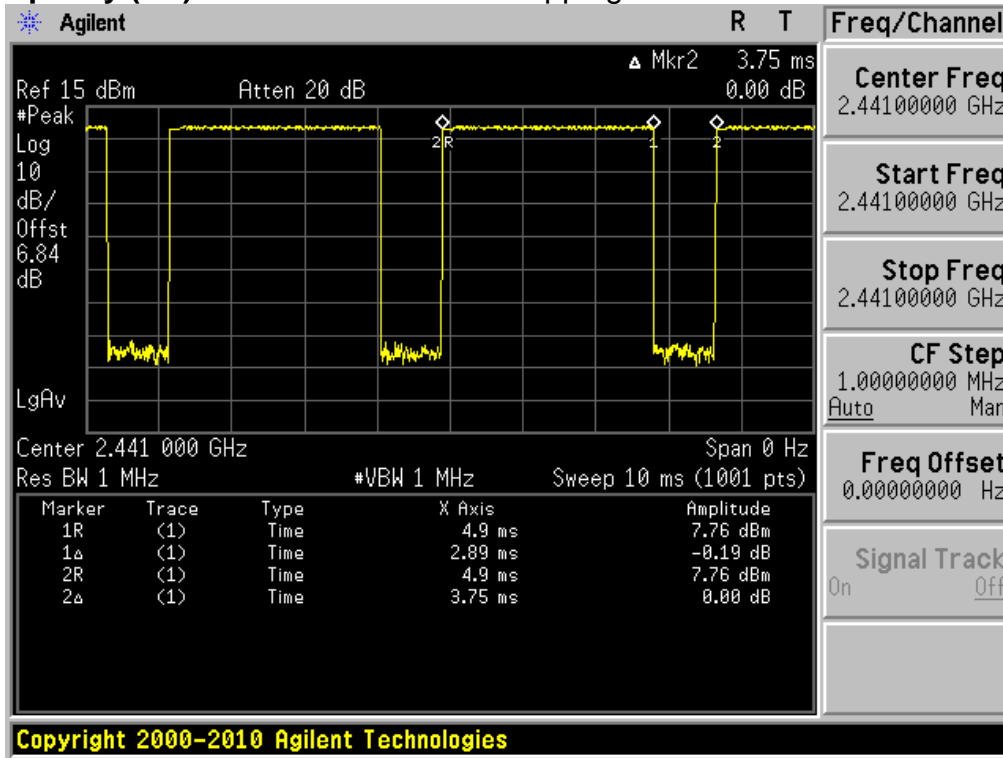 Agilent R T
Δ Mkr2 3.75 ms
Ref 15 dBm Atten 20 dB 0.00 dB
#Peak
Log
10
dB/
Offst
6.84
dB
LgAv
2R 1 2
Center 2.441 000 GHz Span 0 Hz
Res BW 1 MHz #VBW 1 MHz Sweep 10 ms (1001 pts)
Marker Trace Type X Axis Amplitude
1R (1) Time 4.9 ms 7.76 dBm
1Δ (1) Time 2.89 ms -0.19 dB
2R (1) Time 4.9 ms 7.76 dBm
2Δ (1) Time 3.75 ms 0.00 dB
Freq/Channel
Center Freq
2.44100000 GHz
Start Freq
2.44100000 GHz
Stop Freq
2.44100000 GHz
CF Step
1.00000000 MHz
Auto Man
Freq Offset
0.00000000 Hz
Signal Track
On Off
Copyright 2000-2010 Agilent Technologies